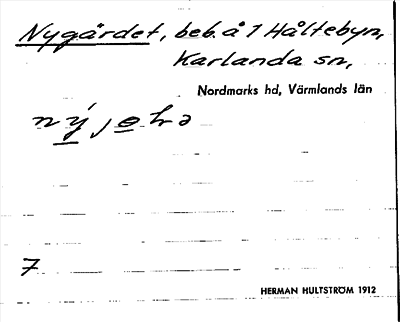 Nygärdet, beb. å 1 Håltebyn,
Karlanda sn,
Nordmarks hd, Värmlands län
7
HERMAN HULTSTRÖM 1912